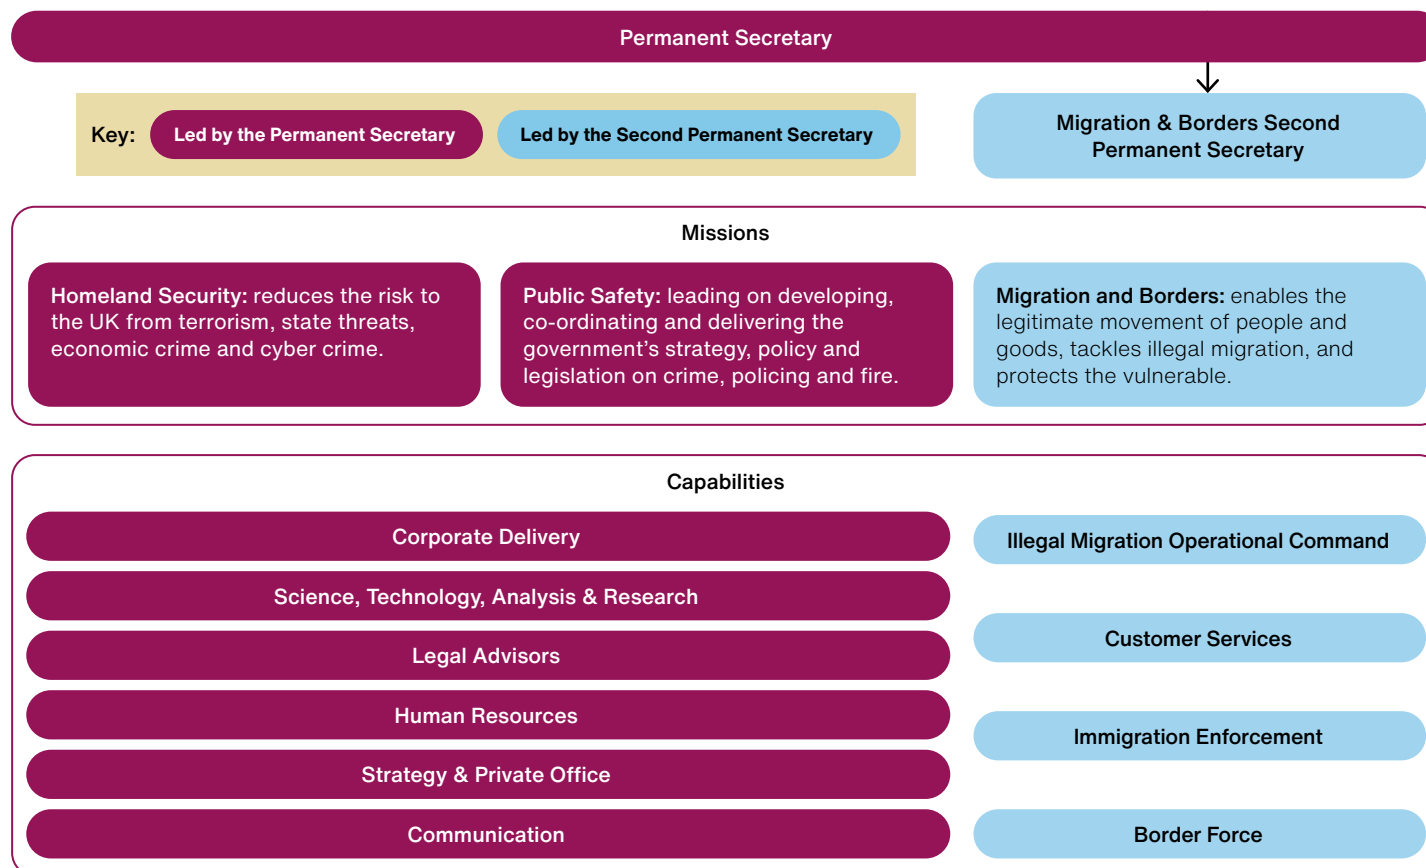 Permanent Secretary
Key:
Led by the Permanent Secretary
Led by the Second Permanent Secretary
Migration & Borders Second
Permanent Secretary
Missions
Homeland Security: reduces the risk to
the UK from terrorism, state threats,
economic crime and cyber crime.
Public Safety: leading on developing,
co-ordinating and delivering the
government’s strategy, policy and
legislation on crime, policing and fire.
Migration and Borders: enables the
legitimate movement of people and
goods, tackles illegal migration, and
protects the vulnerable.
Capabilities
Corporate Delivery
Science, Technology, Analysis & Research
Legal Advisors
Human Resources
Strategy & Private Office
Communication
Illegal Migration Operational Command
Customer Services
Immigration Enforcement
Border Force